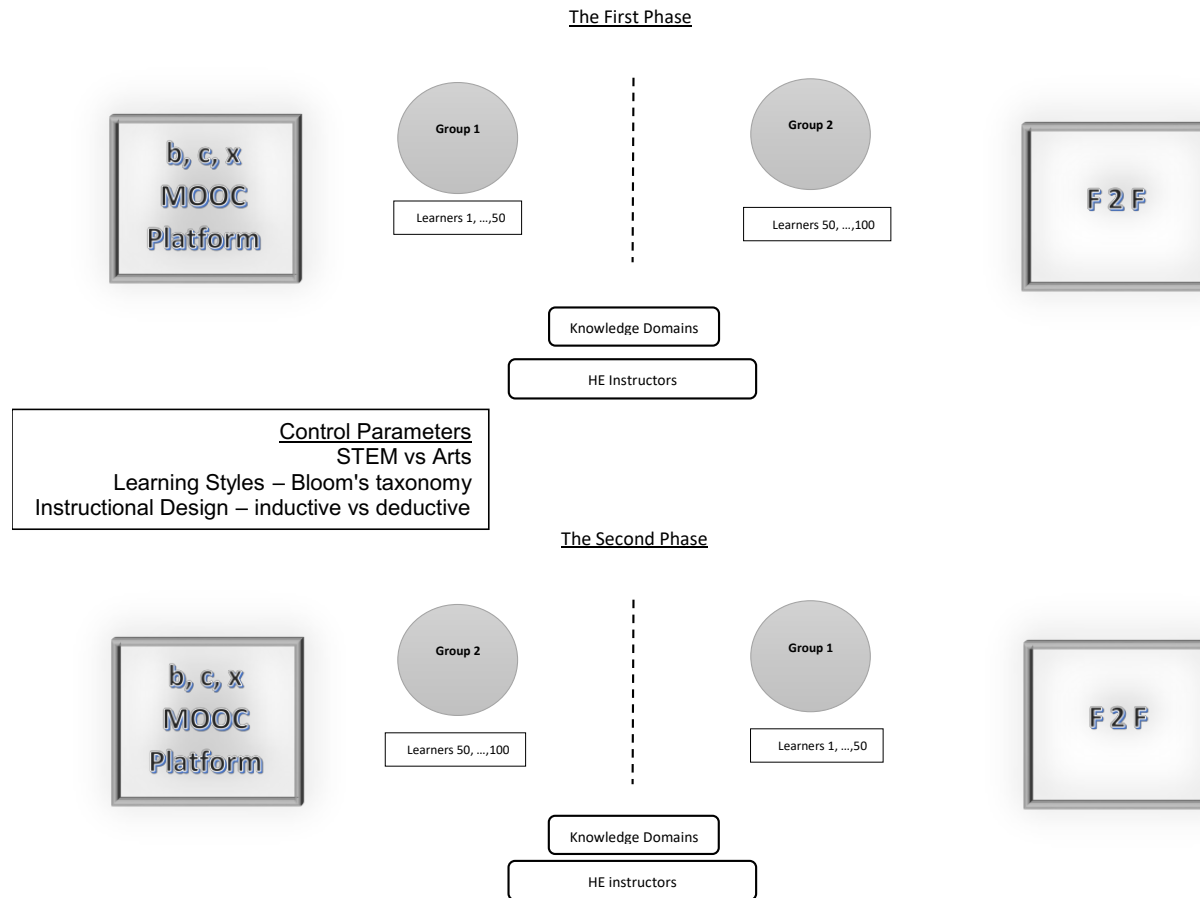 The First Phase
b, c, x
MOOC
Platform
Group 1
Learners 1, ...,50
Group 2
Learners 50, ...,100
F 2 F
Knowledge Domains
HE Instructors
Control Parameters
STEM vs Arts
Learning Styles – Bloom's taxonomy
Instructional Design – inductive vs deductive
The Second Phase
b, c, x
MOOC
Platform
Group 2
Learners 50, ...,100
Group 1
Learners 1, ...,50
F 2 F
Knowledge Domains
HE instructors